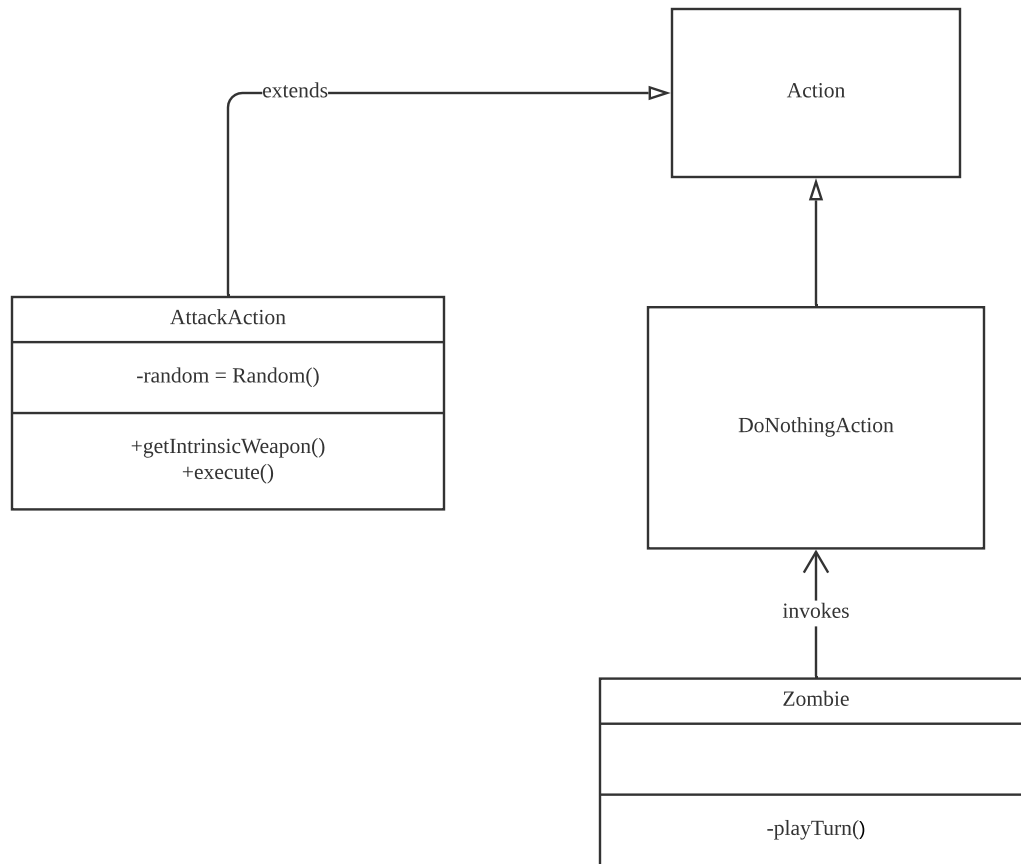 Action
extends
AttackAction
-random = Random()
+getIntrinsicWeapon()
+execute()
DoNothingAction
invokes
Zombie
-playTurn()